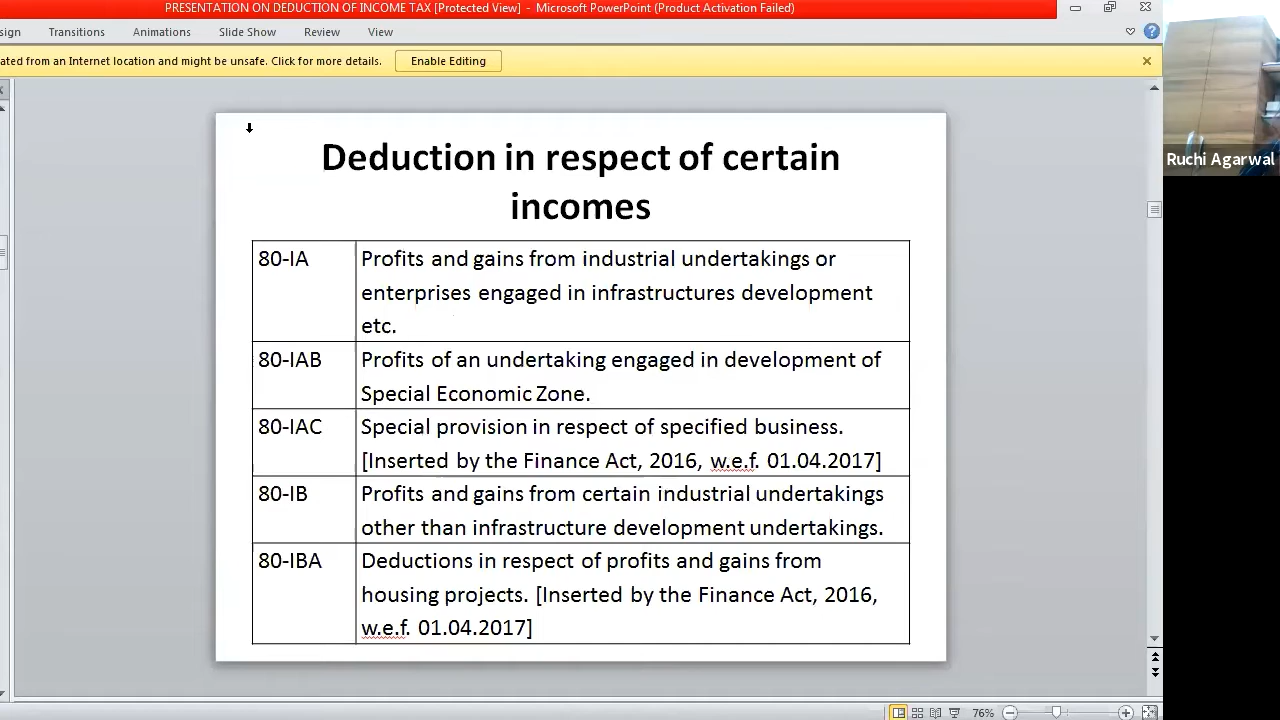 PRESENTATION ON DEDUCTION OF INCOME TAX [Protected View] - Microsoft PowerPoint (Product Activation Failed)
sign Transitions Animations Slide Show Review View
ated from an Internet location and might be unsafe. Click for more details. Enable Editing
Ruchi Agarwal
Deduction in respect of certain
incomes
80-IA Profits and gains from industrial undertakings or
enterprises engaged in infrastructures development
etc.
80-IAB Profits of an undertaking engaged in development of
Special Economic Zone.
80-IAC Special provision in respect of specified business.
[Inserted by the Finance Act, 2016, w.e.f. 01.04.2017]
80-IB Profits and gains from certain industrial undertakings
other than infrastructure development undertakings.
80-IBA Deductions in respect of profits and gains from
housing projects. [Inserted by the Finance Act, 2016,
w.e.f. 01.04.2017]
76%